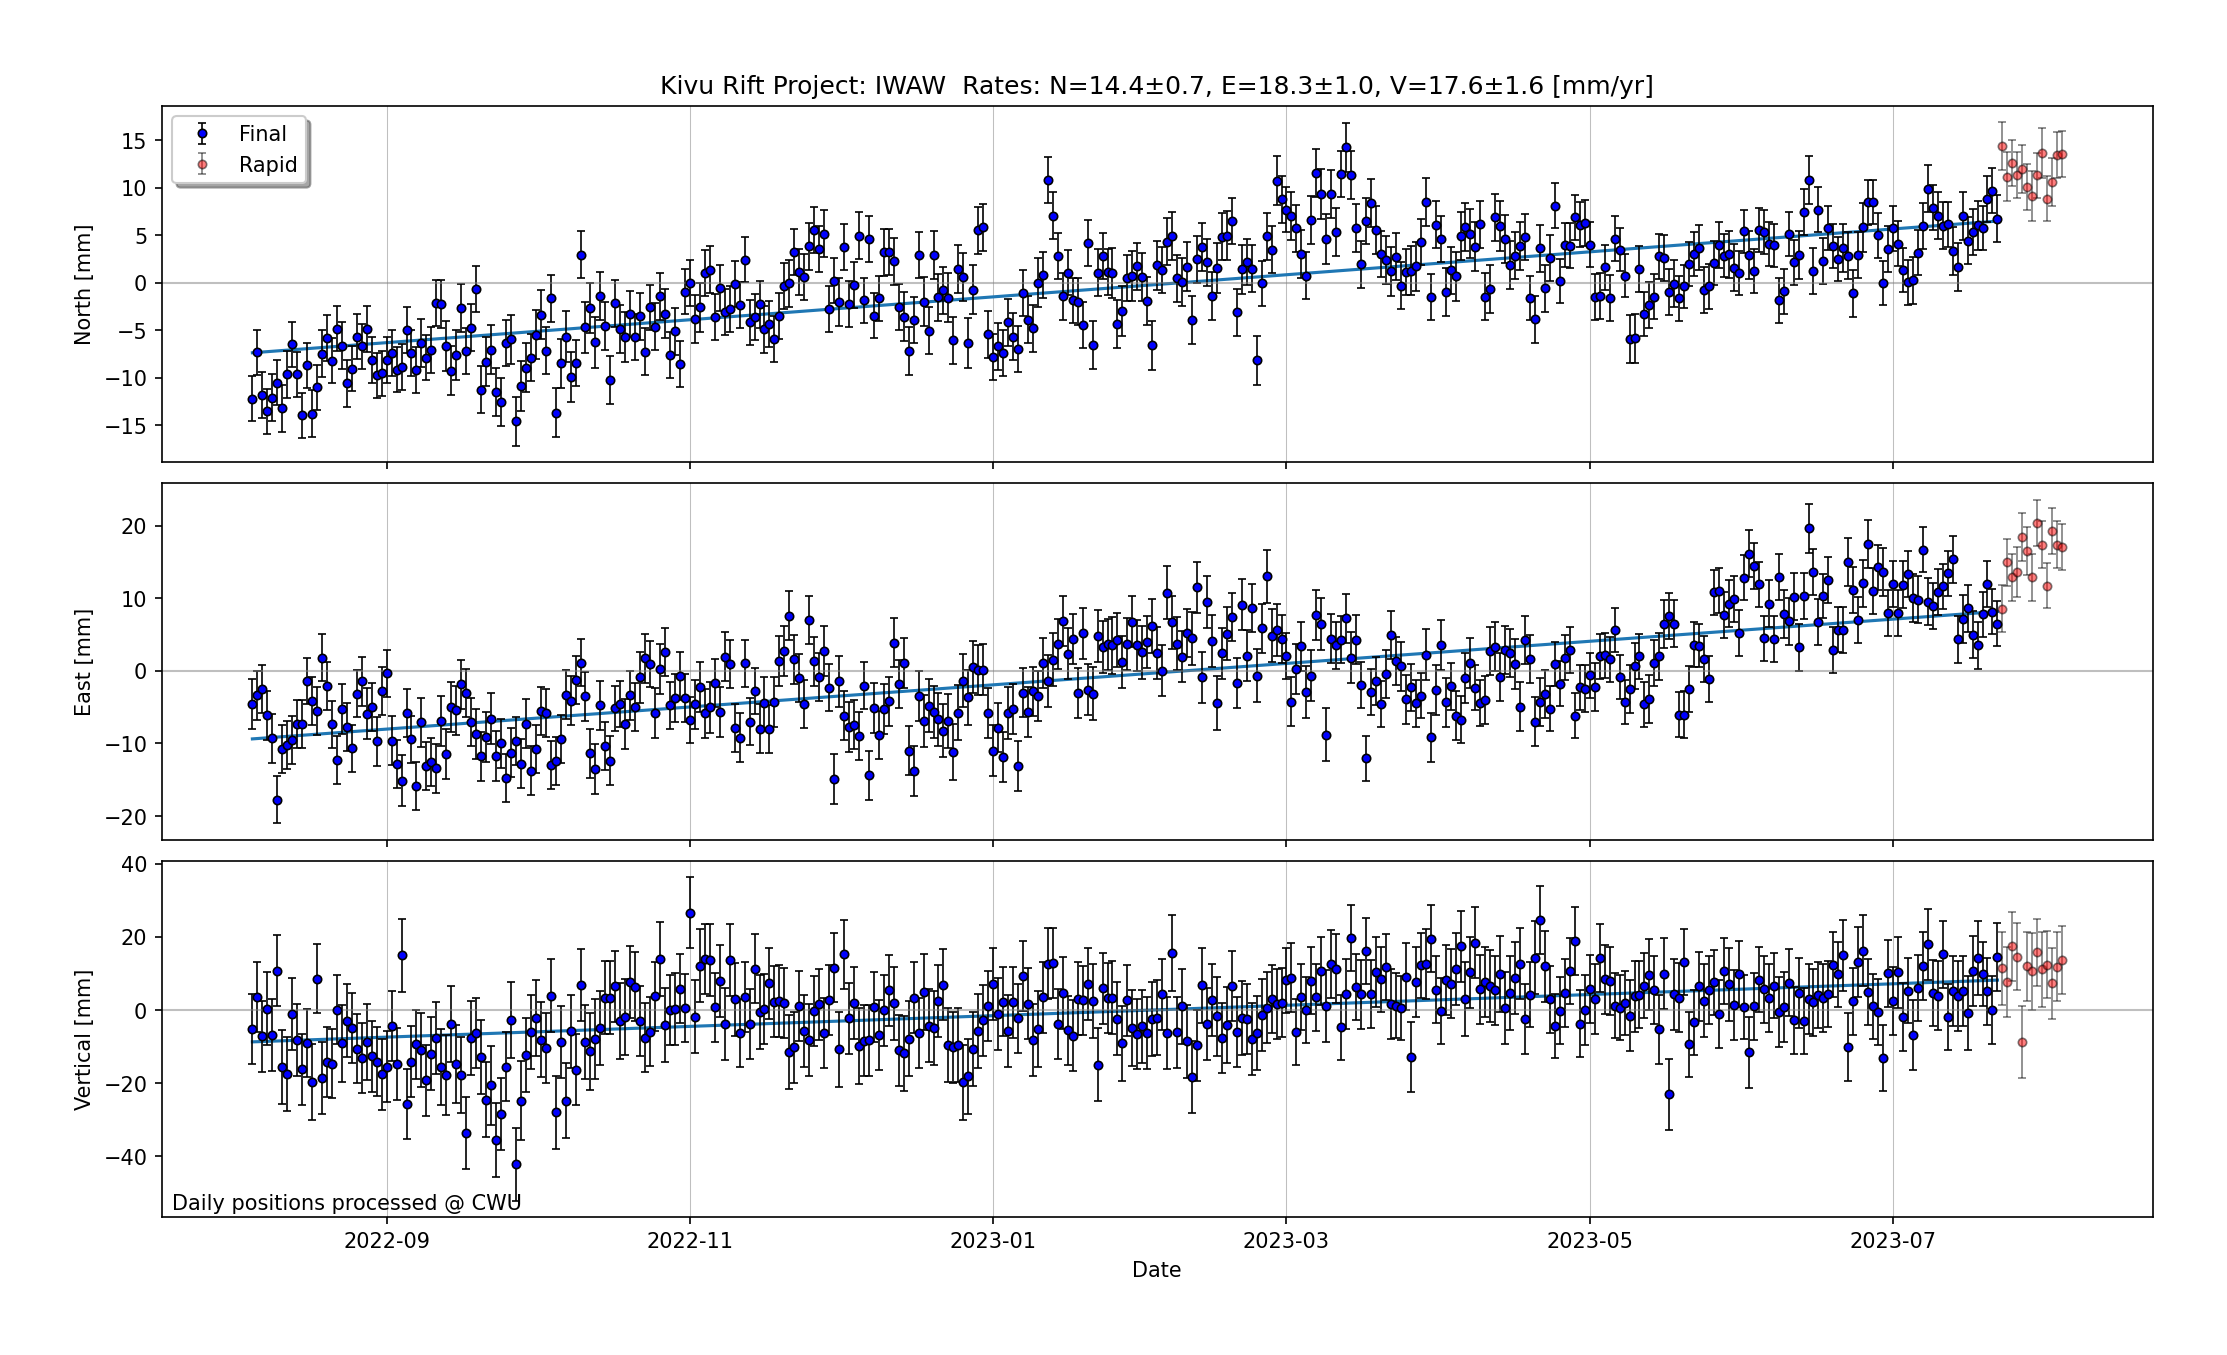 Kivu Rift Project: IWAW  Rates: N=14.4±0.7, E=18.3±1.0, V=17.6±1.6 [mm/yr]
Final
Rapid
15
10
5
0
−5
−10
−15
North [mm]
20
10
0
−10
−20
East [mm]
40
20
0
−20
−40
Vertical [mm]
Daily positions processed @ CWU
2022-09 2022-11 2023-01 2023-03 2023-05 2023-07
Date